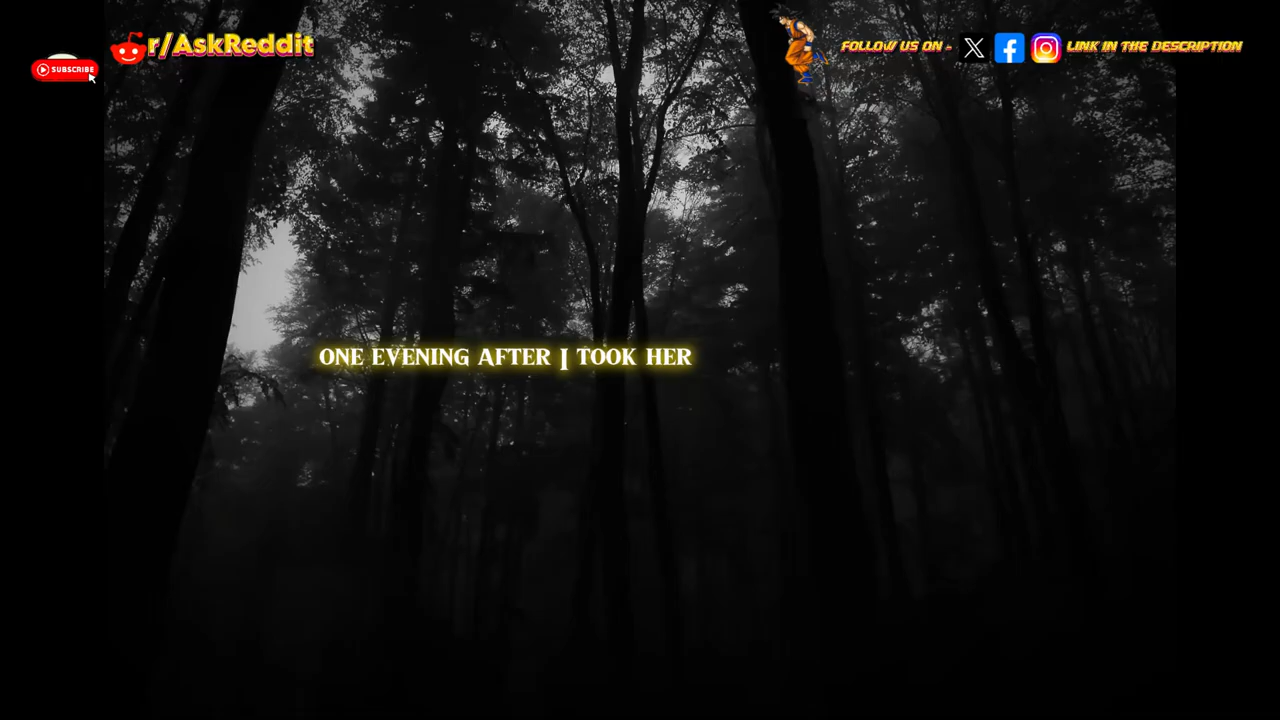 r/AskReddit
FOLLOW US ON -
LINK IN THE DESCRIPTION
SUBSCRIBE
ONE EVENING AFTER I TOOK HER